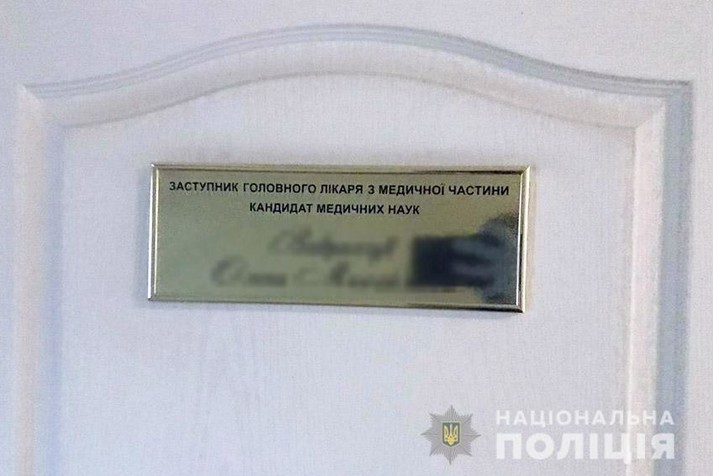 ЗАСТУПНИК ГОЛОВНОГО ЛІКАРЯ З МЕДИЧНОЇ ЧАСТИНИ
КАНДИДАТ МЕДИЧНИХ НАУК
НАЦІОНАЛЬНА
ПОЛІЦІЯ